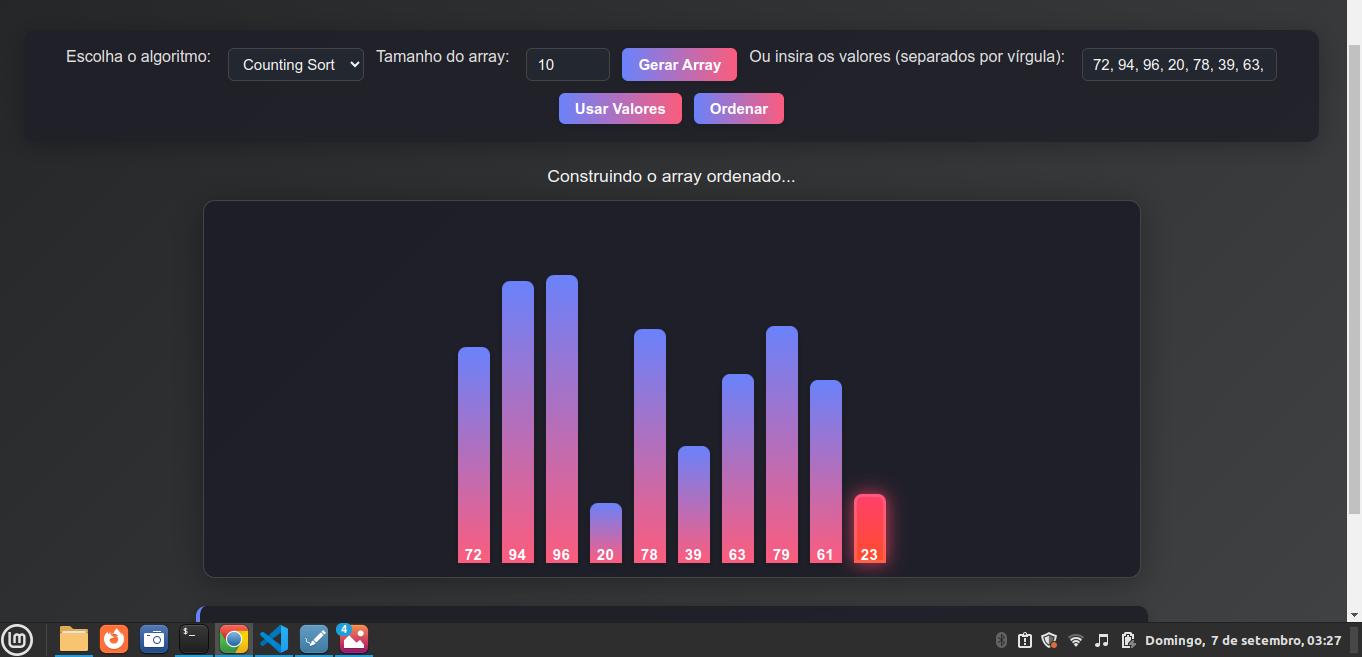 Escolha o algoritmo: Counting Sort Tamanho do array: 10 Gerar Array Ou insira os valores (separados por vírgula): 72, 94, 96, 20, 78, 39, 63,
Usar Valores Ordenar
Construindo o array ordenado...
72 94 96 20 78 39 63 79 61 23
lm $_ 4 Domingo, 7 de setembro, 03:27